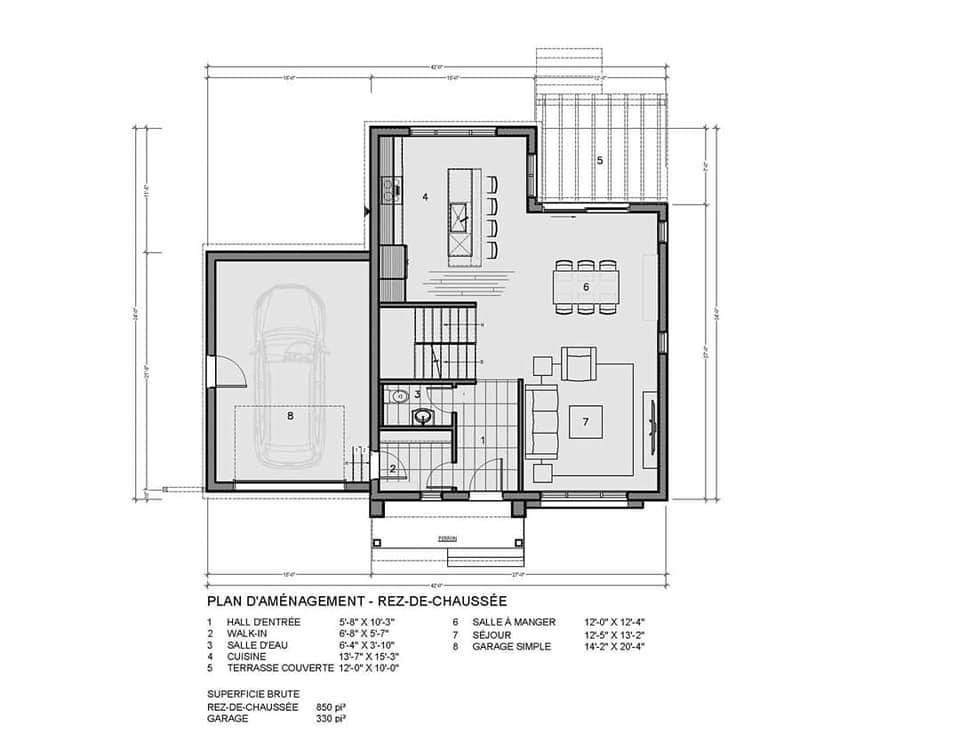 42'-0"
15'-0"
15'-0"
12'-0"
5
4
6
3
7
8
1
2
PERRON
15'-0"
27'-0"
42'-0"
PLAN D'AMÉNAGEMENT - REZ-DE-CHAUSSÉE
1 HALL D'ENTRÉE 5'-8" X 10'-3"
2 WALK-IN 6'-8" X 5'-7"
3 SALLE D'EAU 6'-4" X 3'-10"
4 CUISINE 13'-7" X 15'-3"
5 TERRASSE COUVERTE 12'-0" X 10'-0"
6 SALLE À MANGER 12'-0" X 12'-4"
7 SÉJOUR 12'-5" X 13'-2"
8 GARAGE SIMPLE 14'-2" X 20'-4"
SUPERFICIE BRUTE
REZ-DE-CHAUSSÉE 850 pi²
GARAGE 330 pi²